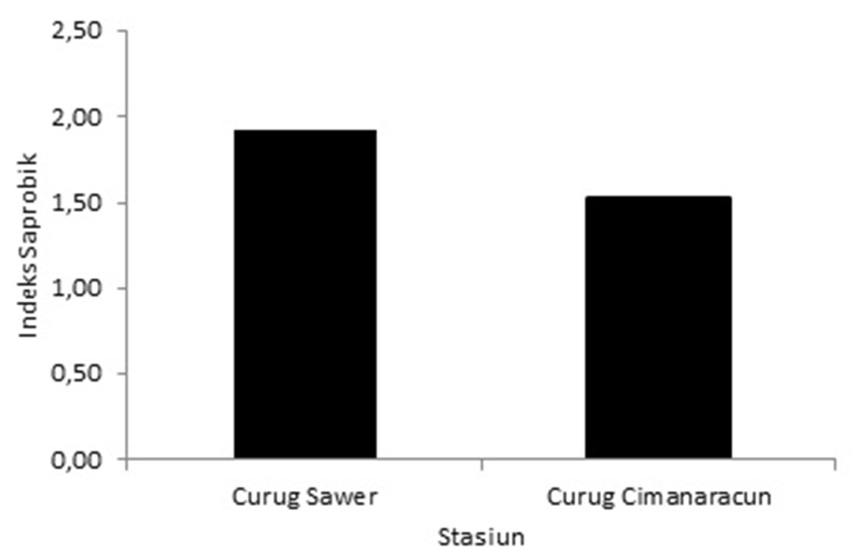 2,50
2,00
1,50
1,00
0,50
0,00
Indeks Saprobik
Curug Sawer
Curug Cimanaracun
Stasiun